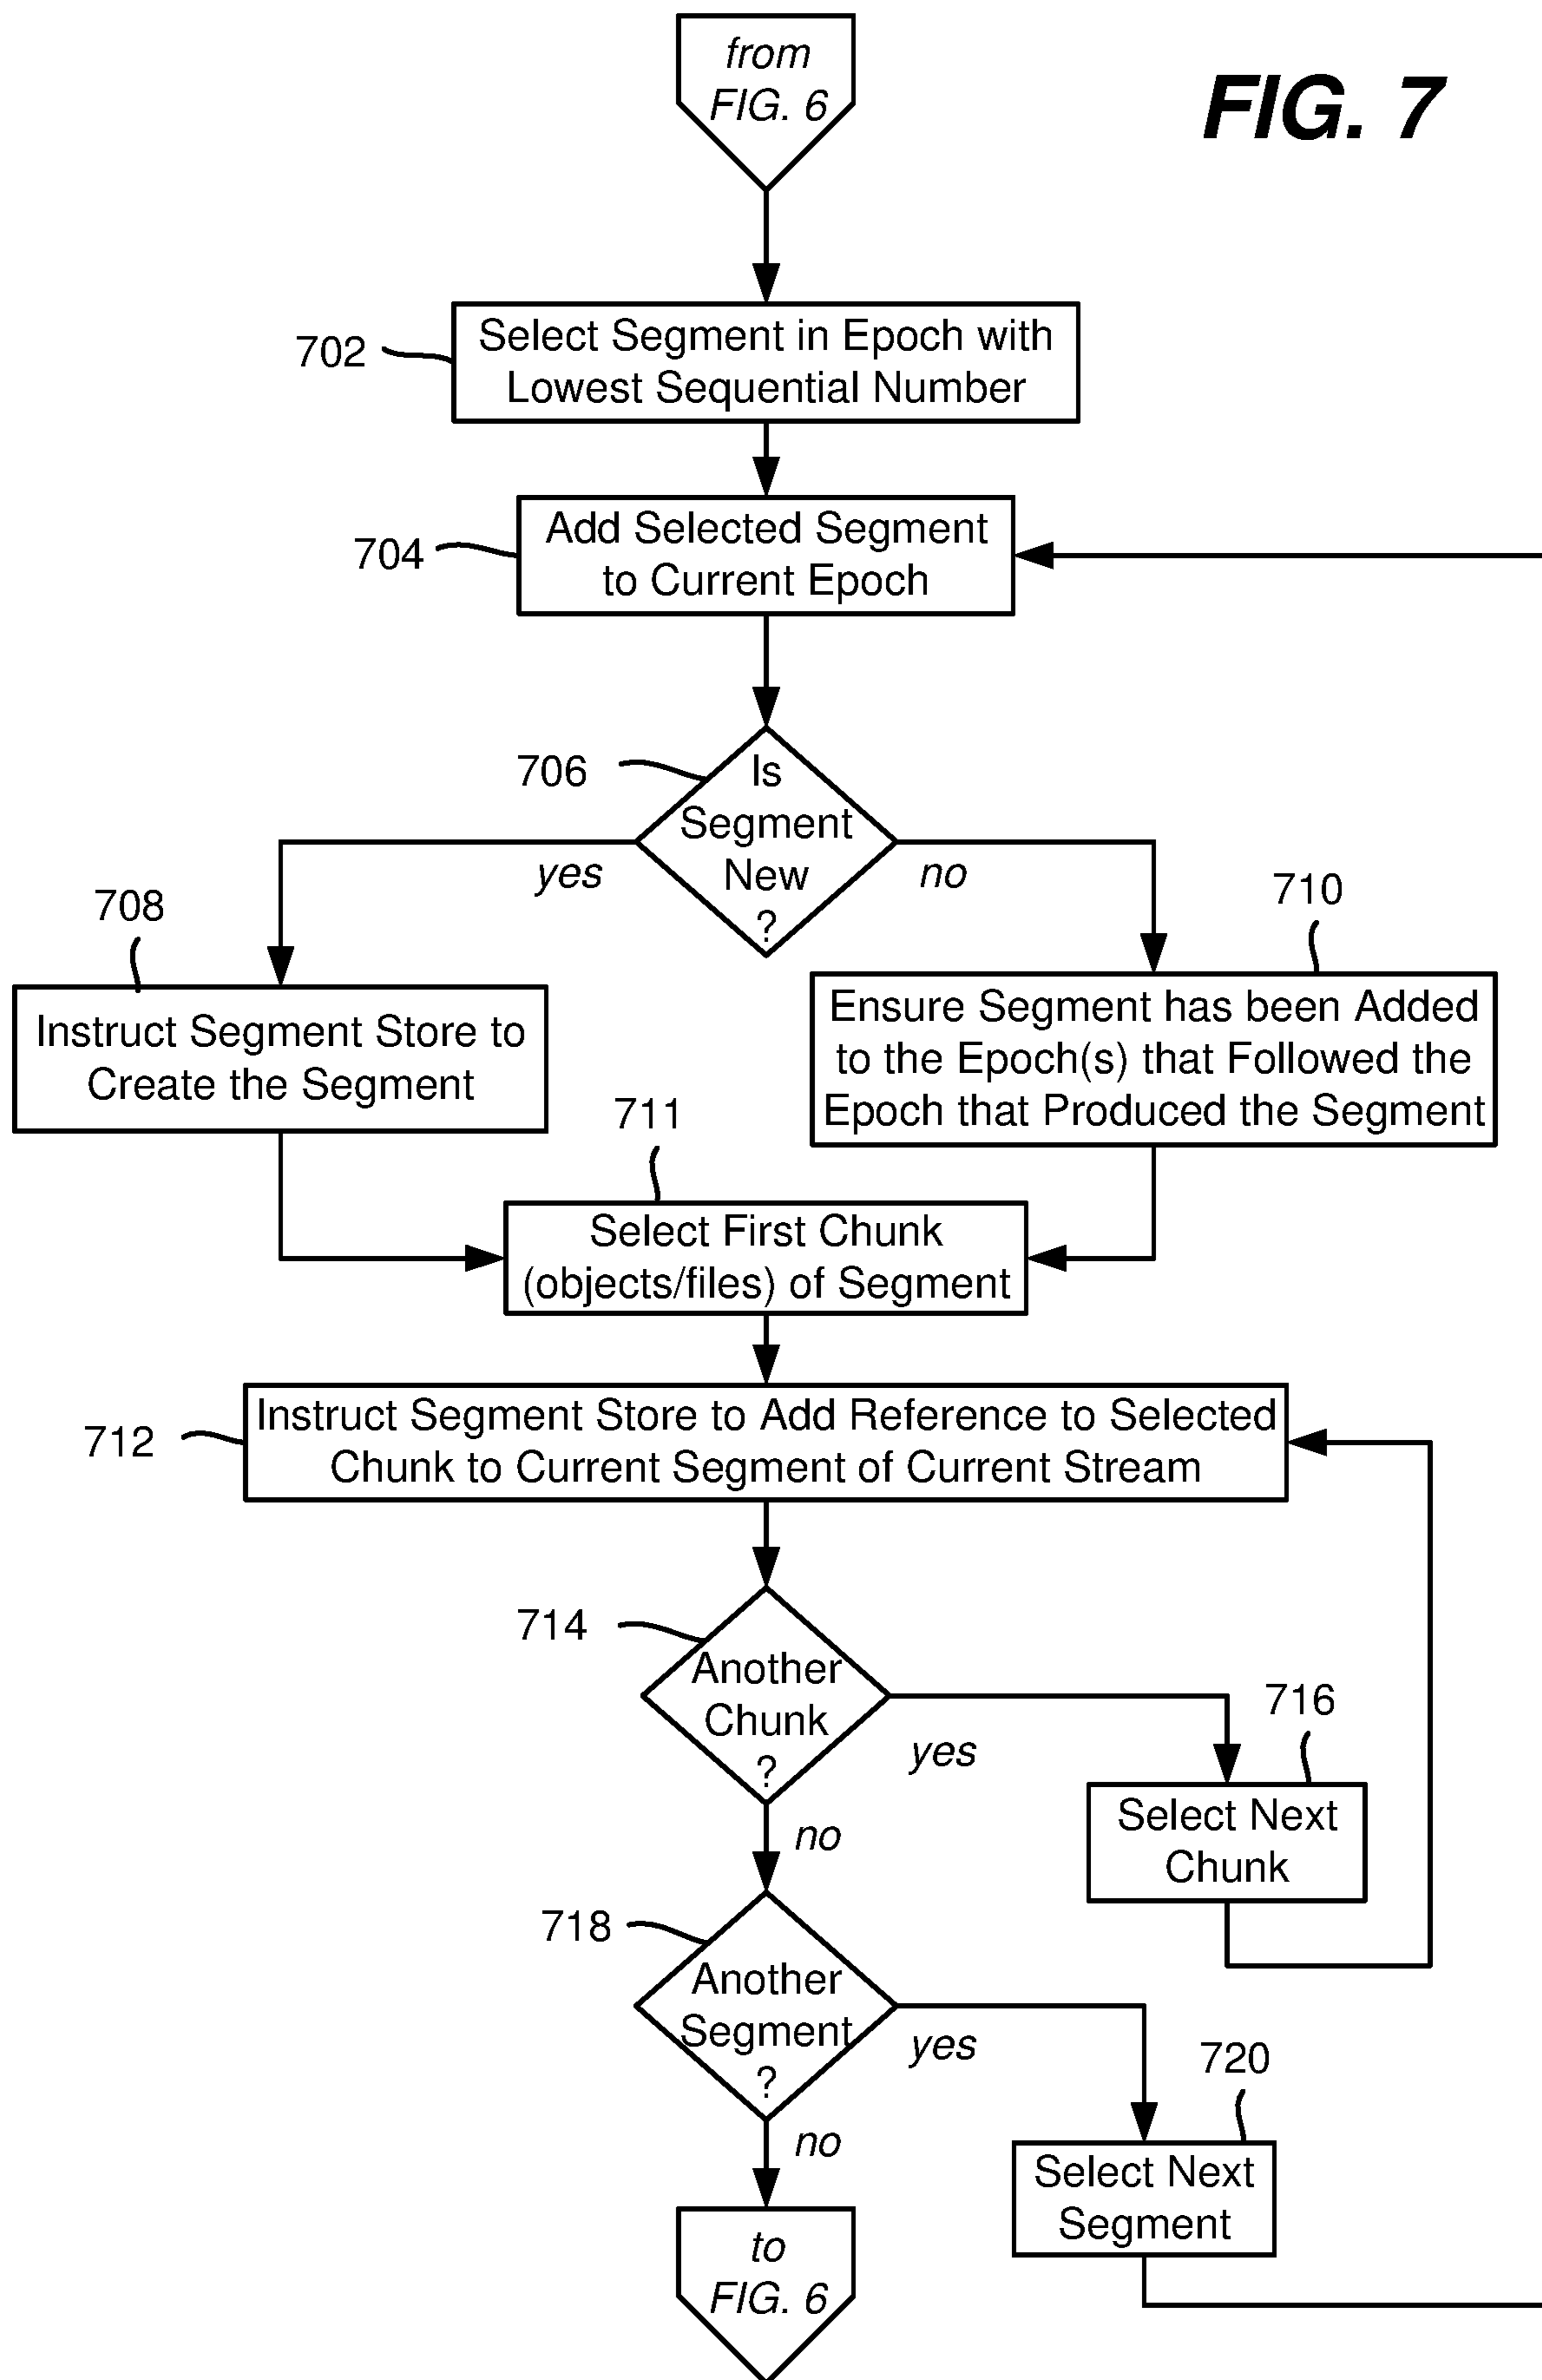 from
FIG. 6
FIG. 7
702
Select Segment in Epoch with
Lowest Sequential Number
704
Add Selected Segment
to Current Epoch
706
Is
Segment
New
?
yes
no
708
Instruct Segment Store to
Create the Segment
710
Ensure Segment has been Added
to the Epoch(s) that Followed the
Epoch that Produced the Segment
711
Select First Chunk
(objects/files) of Segment
712
Instruct Segment Store to Add Reference to Selected
Chunk to Current Segment of Current Stream
714
Another
Chunk
?
yes
no
716
Select Next
Chunk
718
Another
Segment
?
yes
no
720
Select Next
Segment
to
FIG. 6